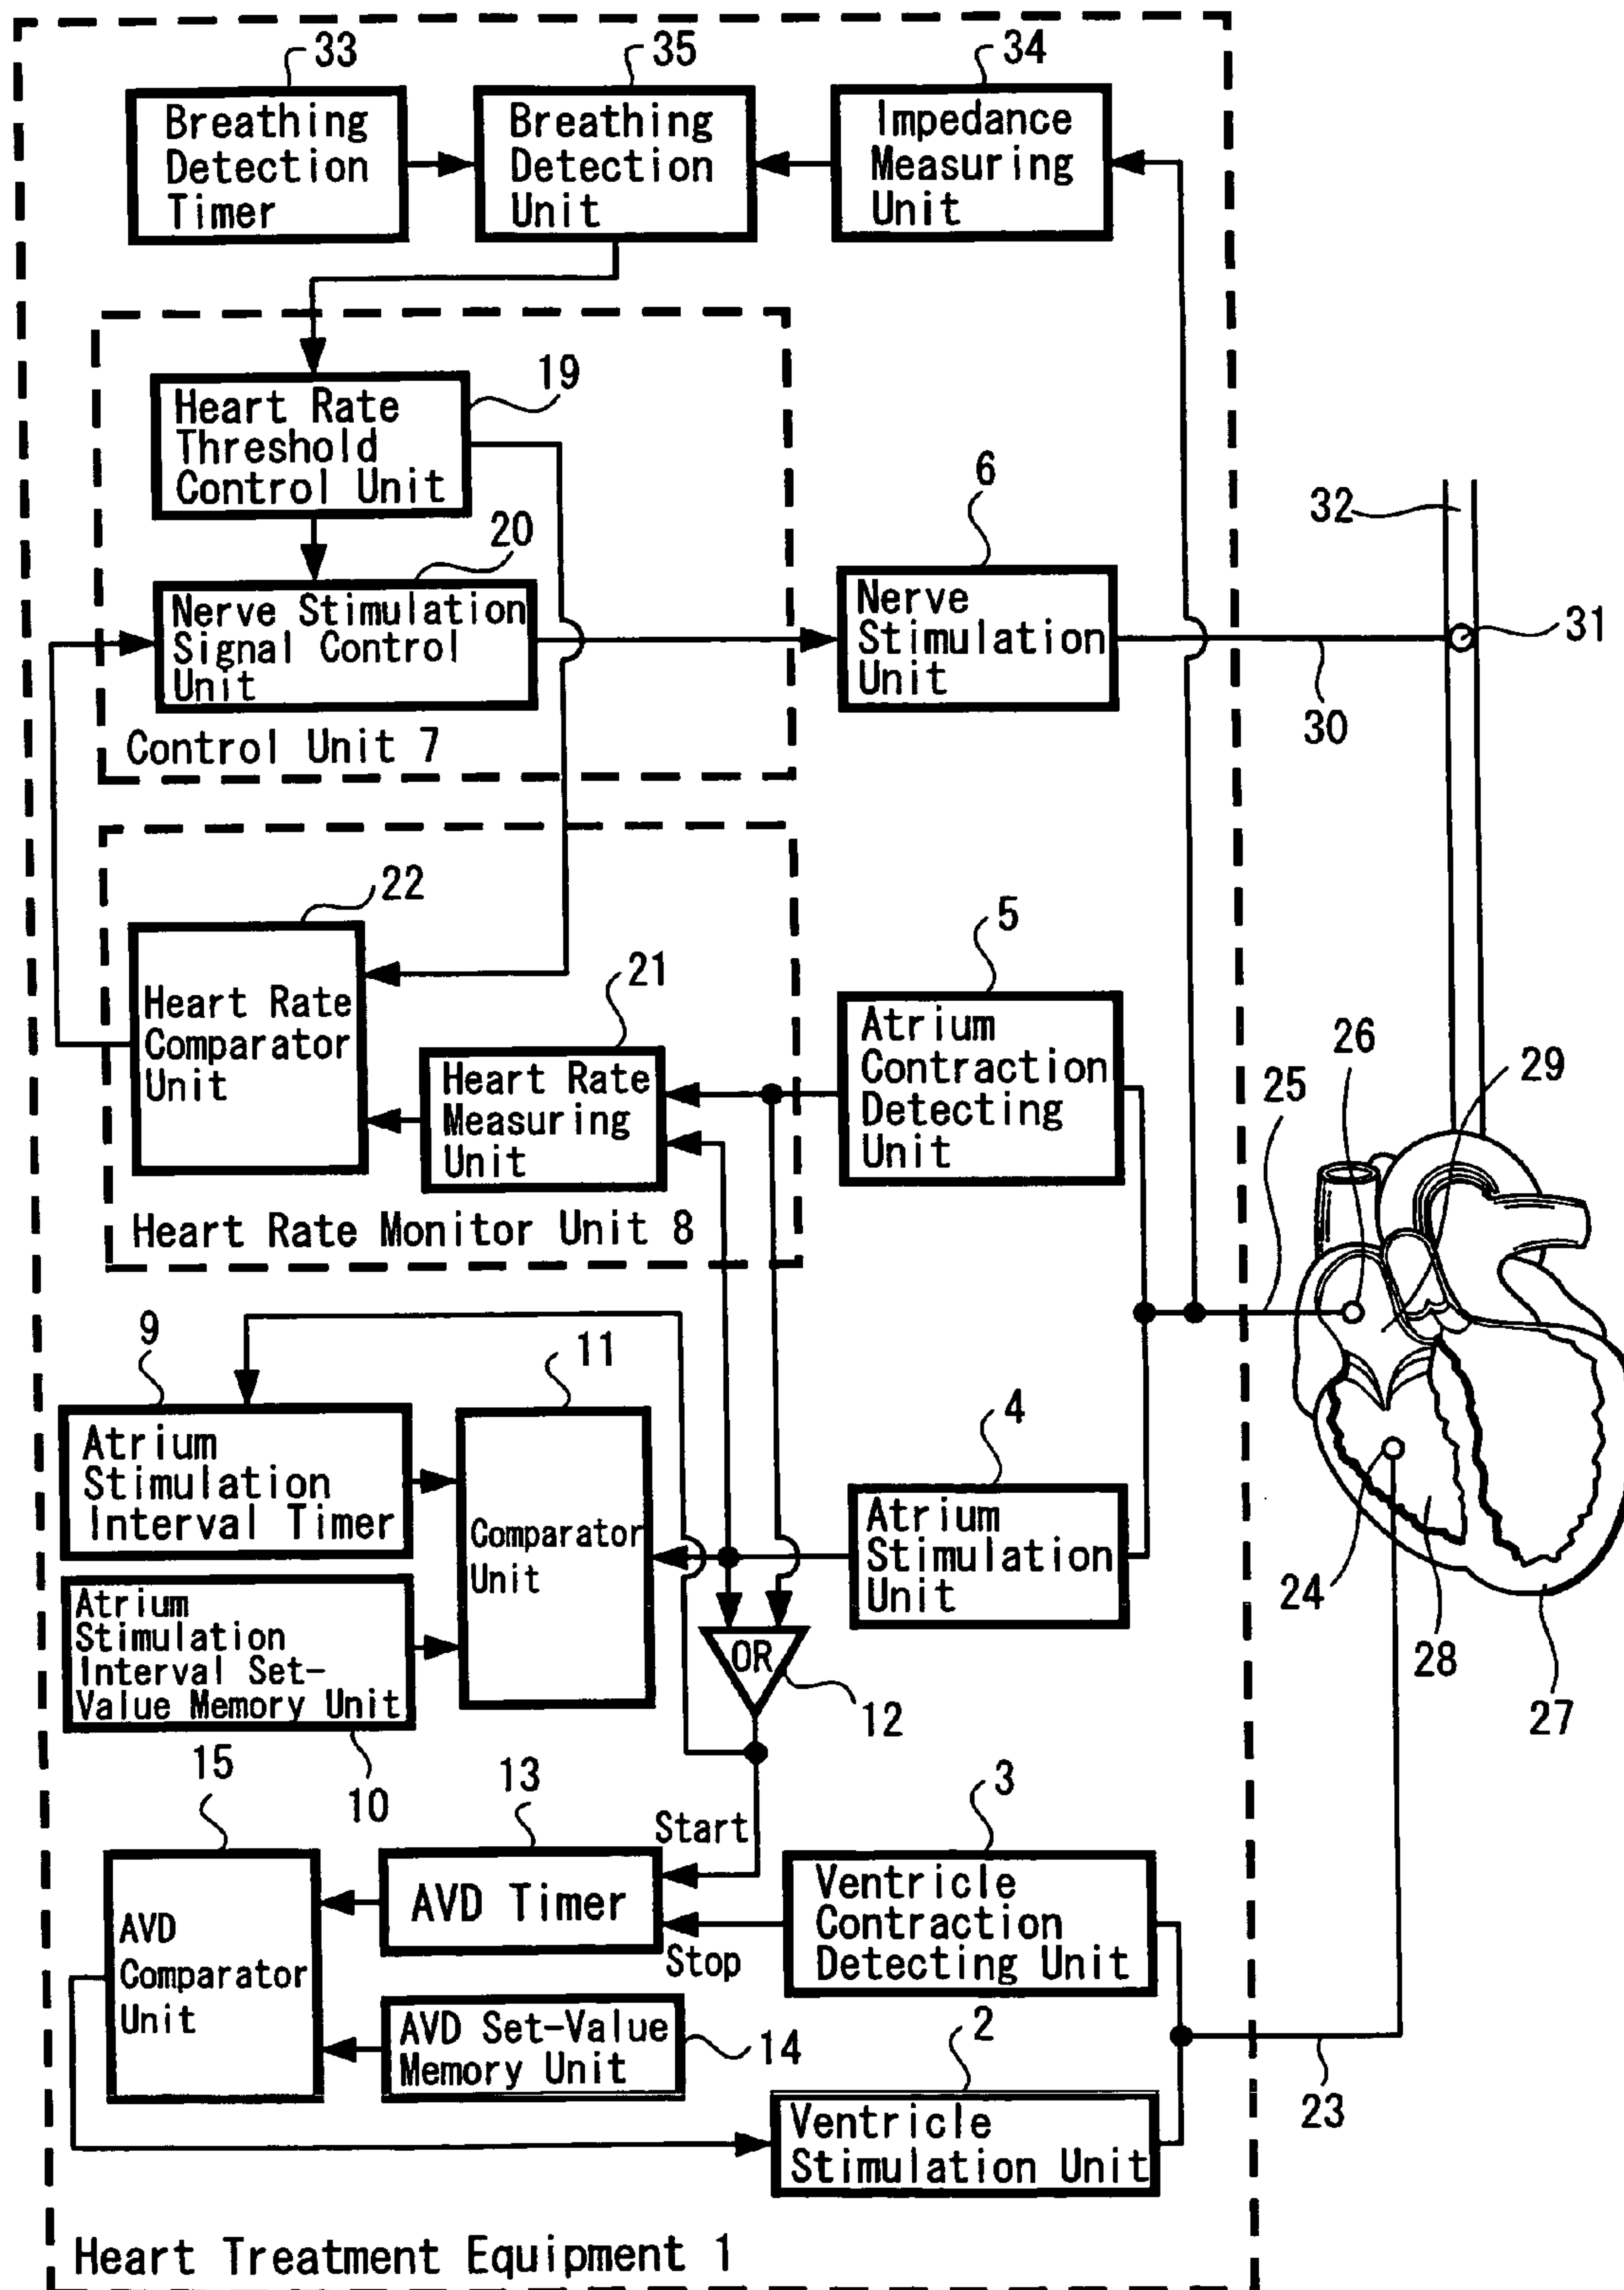 33
35
34
Breathing
Detection
Timer
Breathing
Detection
Unit
Impedance
Measuring
Unit
19
Heart Rate
Threshold
Control Unit
20
Nerve Stimulation
Signal Control
Unit
Control Unit 7
6
Nerve
Stimulation
Unit
32
31
30
22
Heart Rate
Comparator
Unit
21
Heart Rate
Measuring
Unit
Heart Rate Monitor Unit 8
5
Atrium
Contraction
Detecting
Unit
26
29
25
9
Atrium
Stimulation
Interval Timer
11
Comparator
Unit
4
Atrium
Stimulation
Unit
Atrium
Stimulation
Interval Set-
Value Memory Unit
10
OR
12
24
28
27
15
AVD
Comparator
Unit
13
AVD Timer
Start
Stop
3
Ventricle
Contraction
Detecting Unit
AVD Set-Value
Memory Unit
14
2
Ventricle
Stimulation Unit
23
Heart Treatment Equipment 1